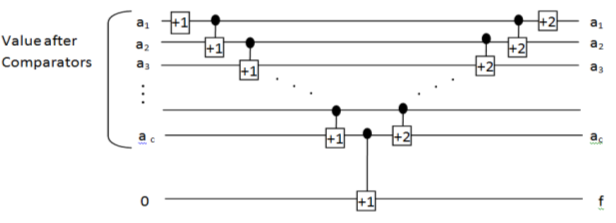 a1 +1 +2 a1
Value after a2 +1 +2 a2
Comparators a3 +1 +2 a3
a c +1 +2 ac
0 +1 f